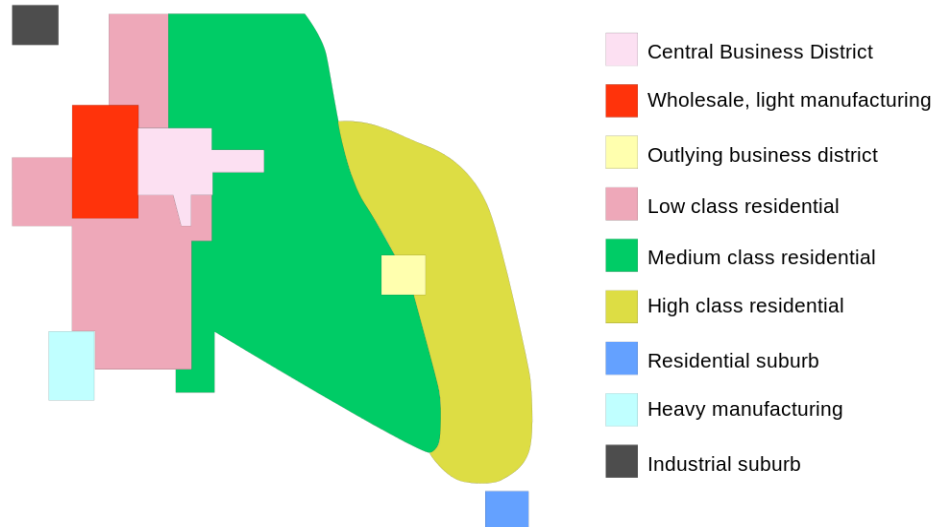 Central Business District
Wholesale, light manufacturing
Outlying business district
Low class residential
Medium class residential
High class residential
Residential suburb
Heavy manufacturing
Industrial suburb